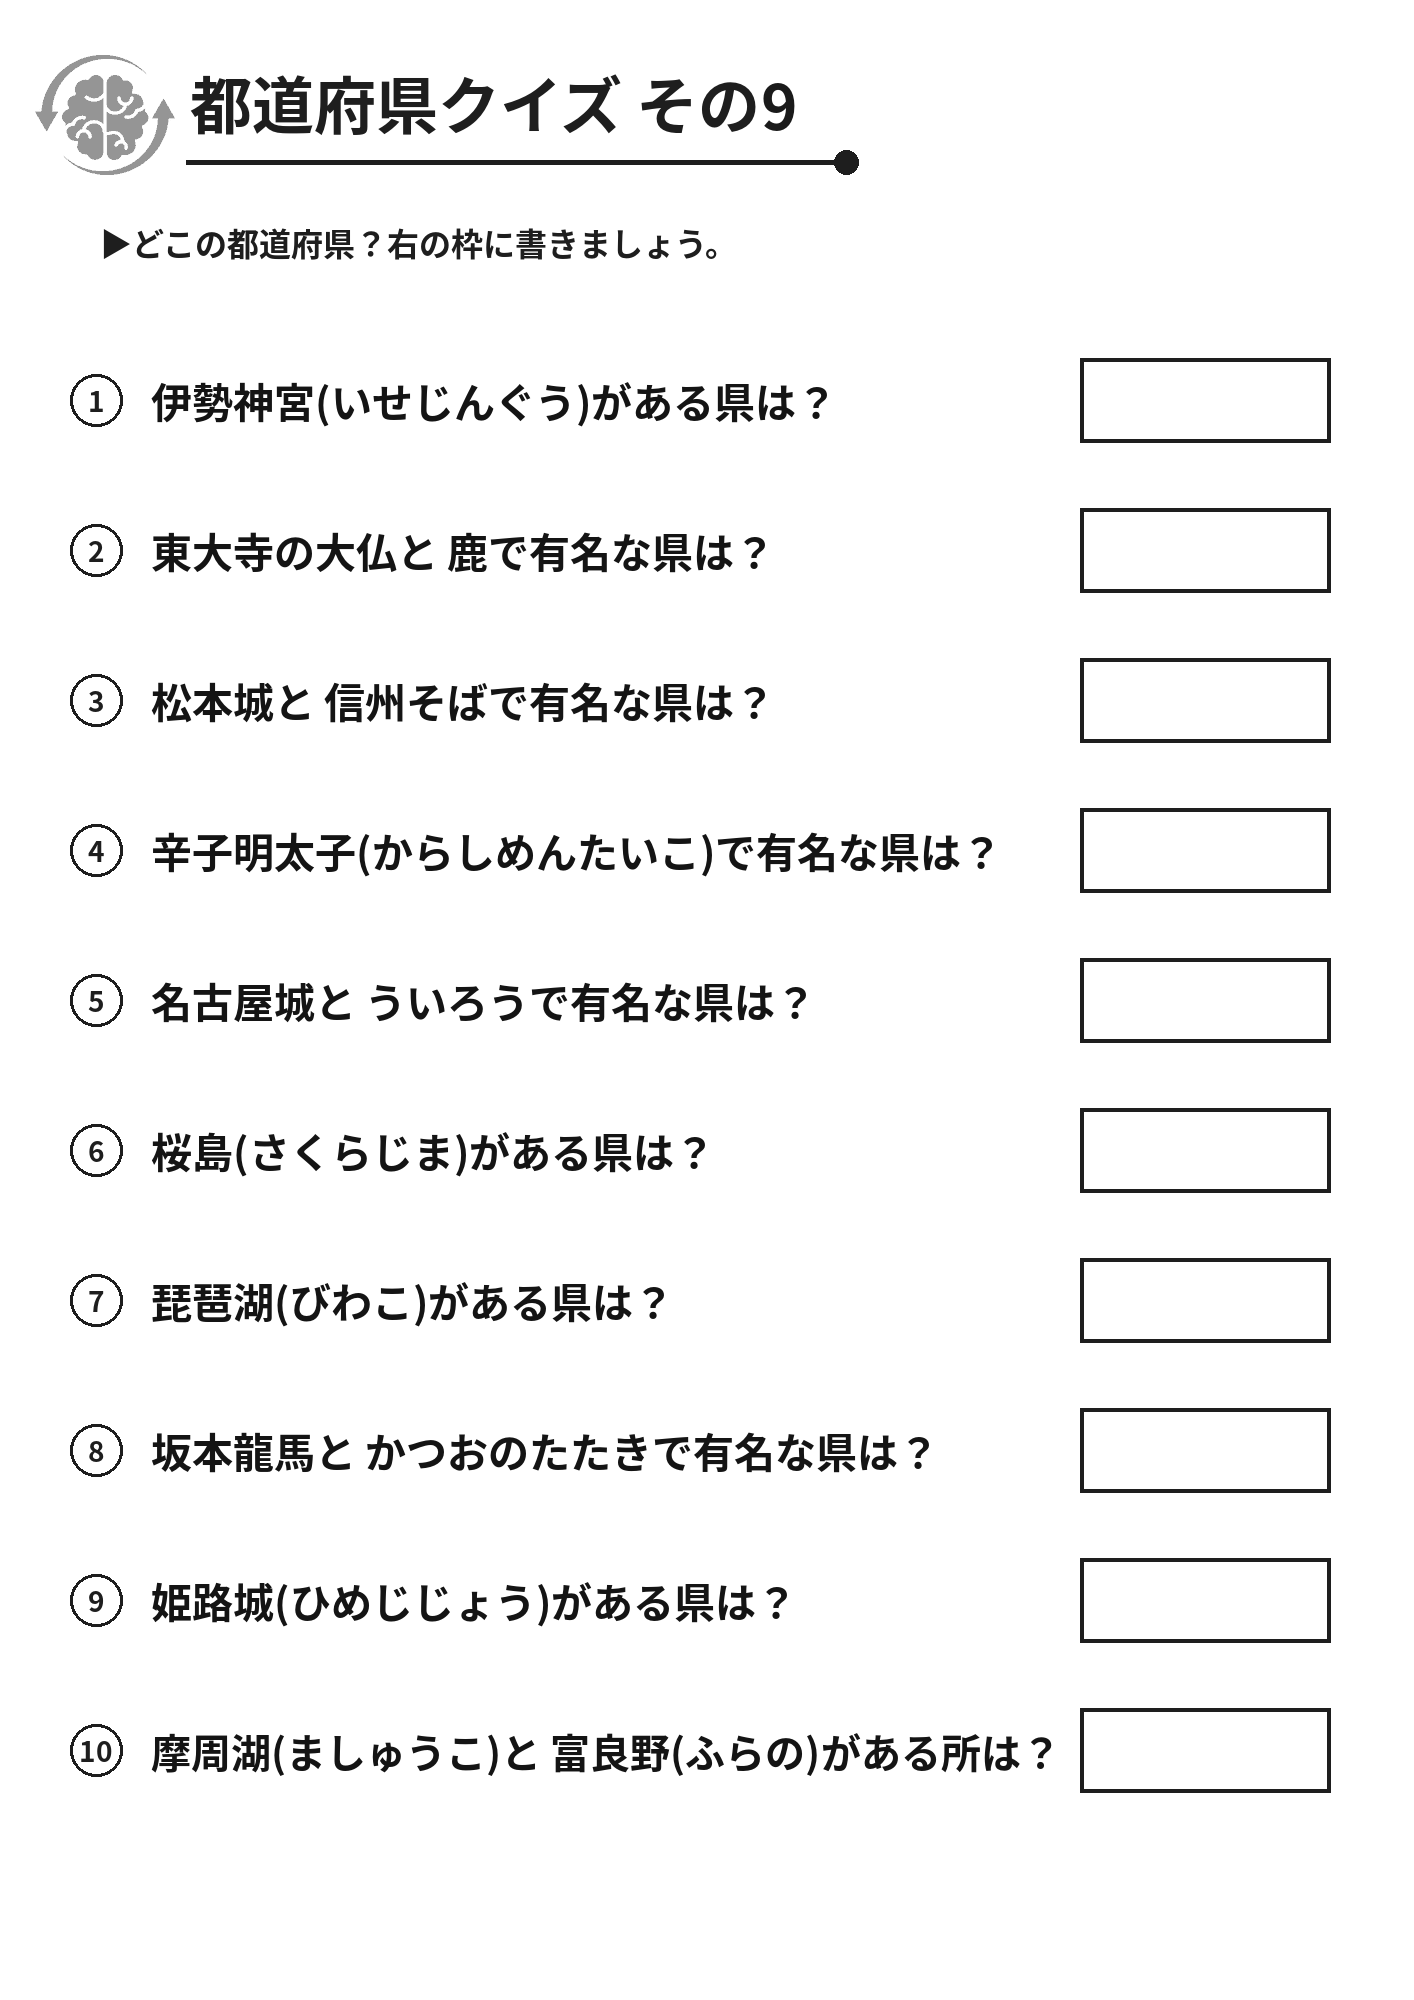 都道府県クイズ その9
▶どこの都道府県？右の枠に書きましょう。
① 伊勢神宮(いせじんぐう)がある県は？
② 東大寺の大仏と 鹿で有名な県は？
③ 松本城と 信州そばで有名な県は？
④ 辛子明太子(からしめんたいこ)で有名な県は？
⑤ 名古屋城と ういろうで有名な県は？
⑥ 桜島(さくらじま)がある県は？
⑦ 琵琶湖(びわこ)がある県は？
⑧ 坂本龍馬と かつおのたたきで有名な県は？
⑨ 姫路城(ひめじじょう)がある県は？
⑩ 摩周湖(ましゅうこ)と 富良野(ふらの)がある所は？